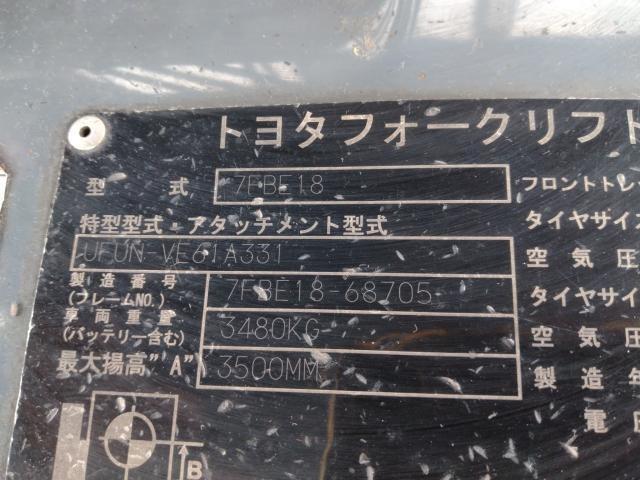 トヨタフォークリフト
型式 7FBE18 フロントトレ
特型型式・アタッチメント型式 タイヤサイズ
UFUN-VE61A331 空気圧
製造番号
(フレームNO.) 7FBE18-68705 タイヤサイ
車両重量
(バッテリー含む) 3480KG 空気圧
最大揚高"A" 3500MM 製造年
電圧
B